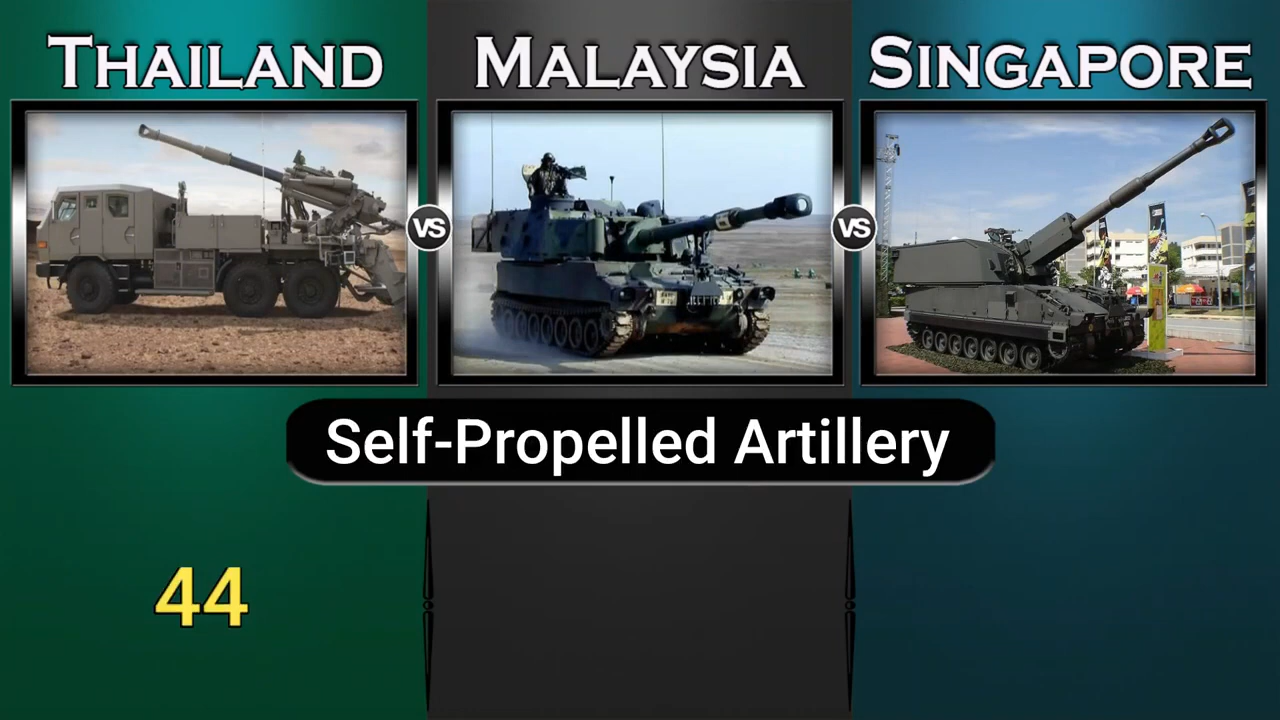 THAILAND
MALAYSIA
SINGAPORE
VS
VS
Self-Propelled Artillery
44